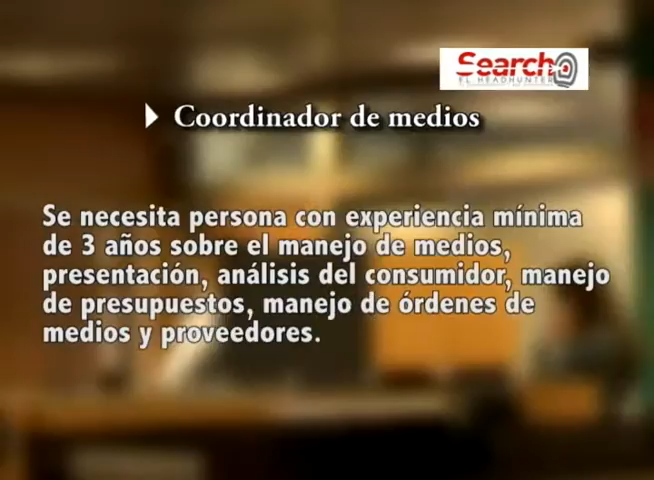 Search
EL HEADHUNTER
Coordinador de medios
Se necesita persona con experiencia mínima
de 3 años sobre el manejo de medios,
presentación, análisis del consumidor, manejo
de presupuestos, manejo de órdenes de
medios y proveedores.